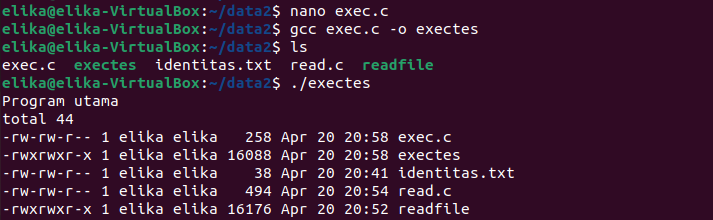 elika@elika-VirtualBox:~/data2$ nano exec.c
elika@elika-VirtualBox:~/data2$ gcc exec.c -o exectes
elika@elika-VirtualBox:~/data2$ ls
exec.c  exectes  identitas.txt  read.c  readfile
elika@elika-VirtualBox:~/data2$ ./exectes
Program utama
total 44
-rw-rw-r-- 1 elika elika   258 Apr 20 20:58 exec.c
-rwxrwxr-x 1 elika elika 16088 Apr 20 20:58 exectes
-rw-rw-r-- 1 elika elika    38 Apr 20 20:41 identitas.txt
-rw-rw-r-- 1 elika elika   494 Apr 20 20:54 read.c
-rwxrwxr-x 1 elika elika 16176 Apr 20 20:52 readfile